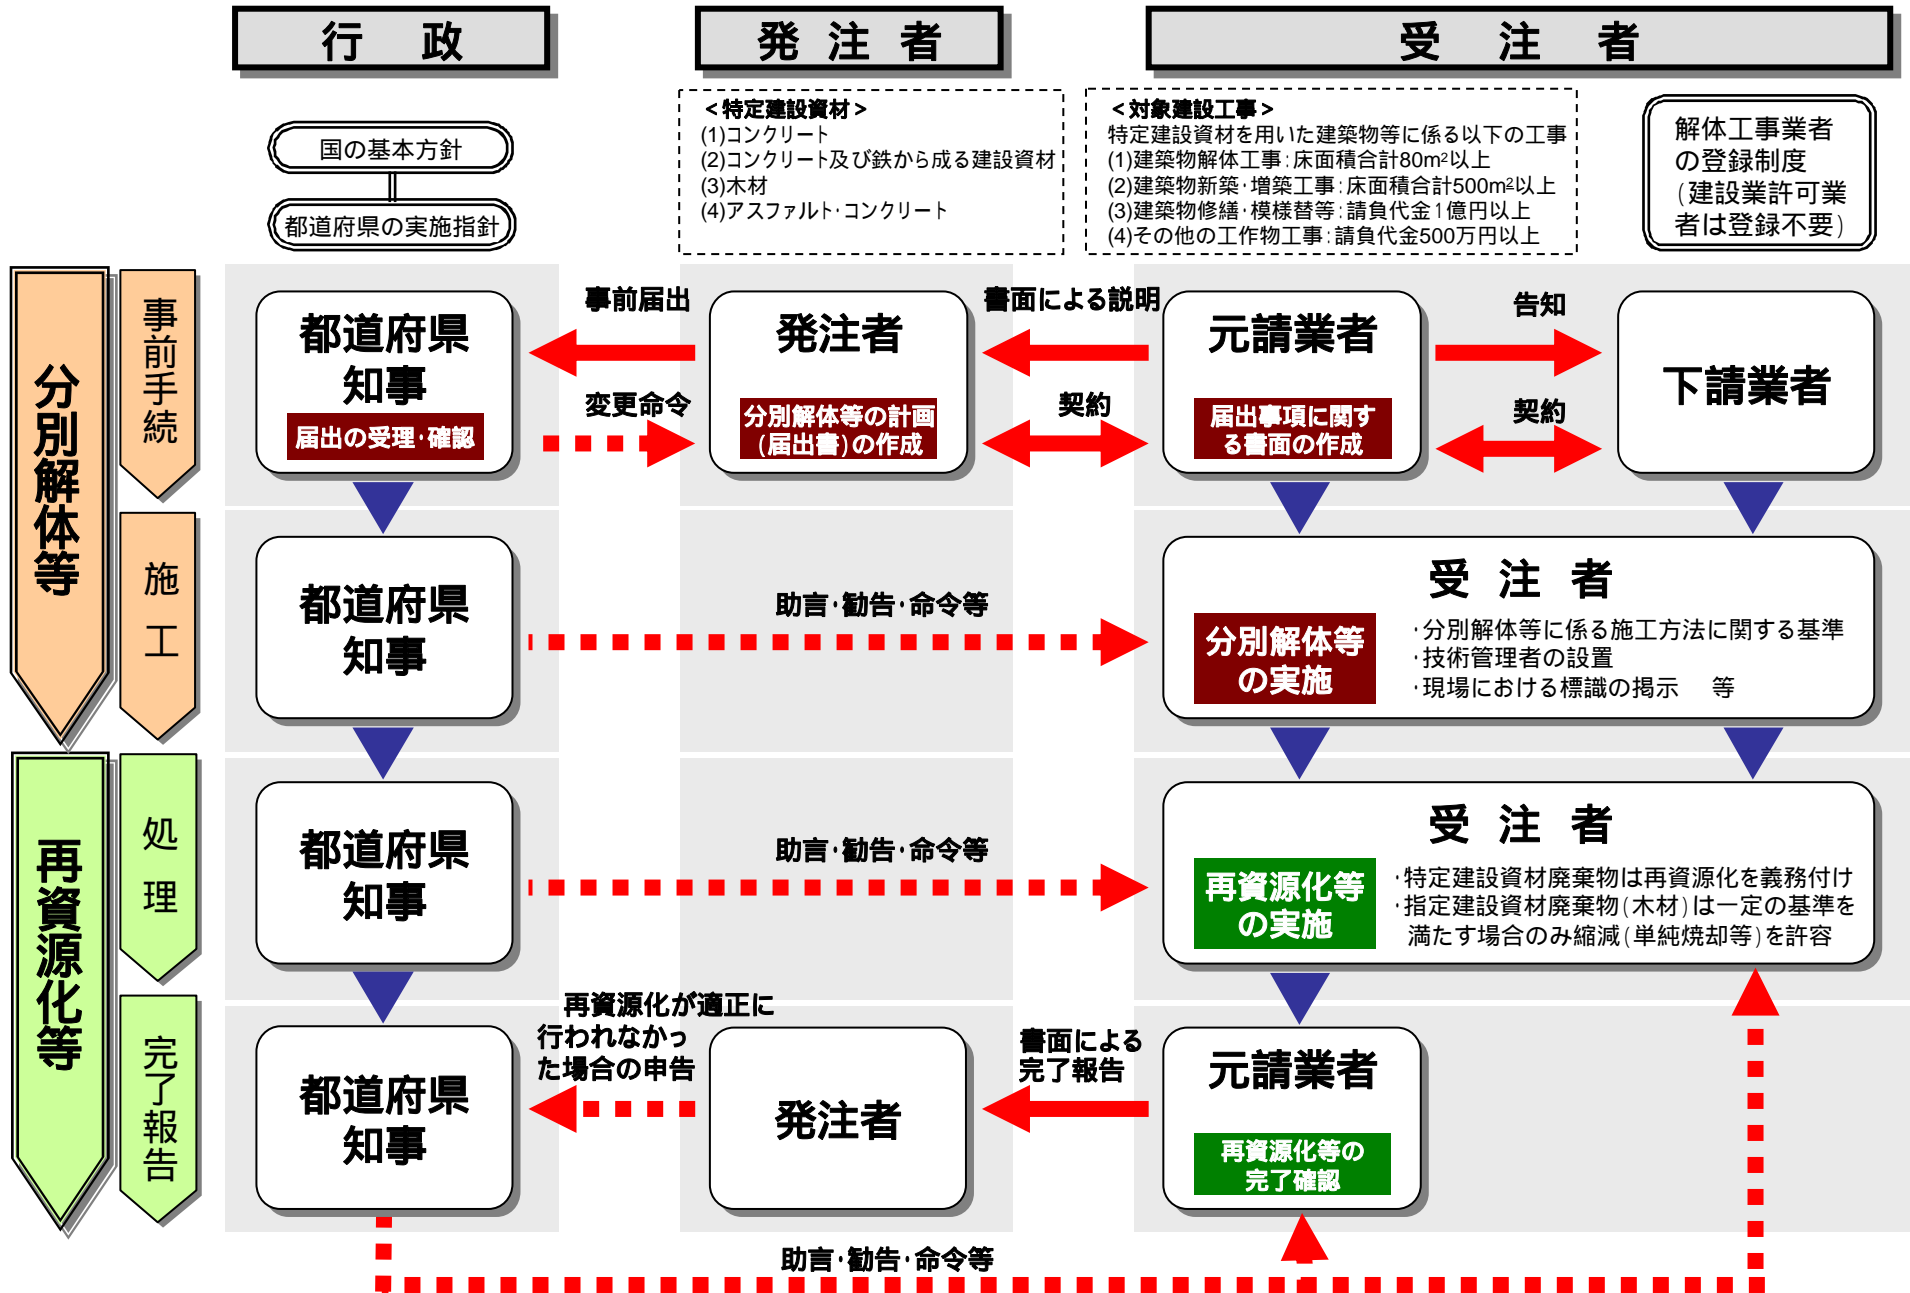 行　政
発 注 者
受　注　者
国の基本方針
都道府県の実施指針
＜特定建設資材＞
(1)コンクリート
(2)コンクリート及び鉄から成る建設資材
(3)木材
(4)アスファルト・コンクリート
＜対象建設工事＞
特定建設資材を用いた建築物等に係る以下の工事
(1)建築物解体工事:床面積合計80m²以上
(2)建築物新築・増築工事:床面積合計500m²以上
(3)建築物修繕・模様替等:請負代金1億円以上
(4)その他の工作物工事:請負代金500万円以上
解体工事業者
の登録制度
(建設業許可業
者は登録不要)
分別解体等
事前手続
都道府県
知事
届出の受理・確認
事前届出
変更命令
発注者
分別解体等の計画
(届出書)の作成
書面による説明
契約
元請業者
届出事項に関す
る書面の作成
告知
契約
下請業者
施工
都道府県
知事
助言・勧告・命令等
受 注 者
分別解体等
の実施
・分別解体等に係る施工方法に関する基準
・技術管理者の設置
・現場における標識の掲示　等
再資源化等
処理
都道府県
知事
助言・勧告・命令等
受 注 者
再資源化等
の実施
・特定建設資材廃棄物は再資源化を義務付け
・指定建設資材廃棄物(木材)は一定の基準を
満たす場合のみ縮減(単純焼却等)を許容
完了報告
都道府県
知事
再資源化が適正に
行われなかっ
た場合の申告
発注者
書面による
完了報告
元請業者
再資源化等の
完了確認
助言・勧告・命令等